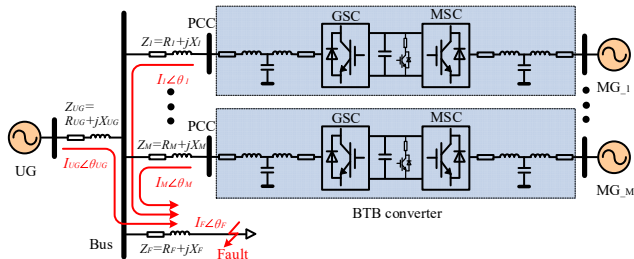 PCC
Z1=R1+jX1
GSC
MSC
MG_1
I1∠θ1
ZUG=
RUG+jXUG
UG
IUG∠θUG
PCC
ZM=RM+jXM
GSC
MSC
MG_M
IM∠θM
BTB converter
IF∠θF
Bus
ZF=RF+jXF
Fault